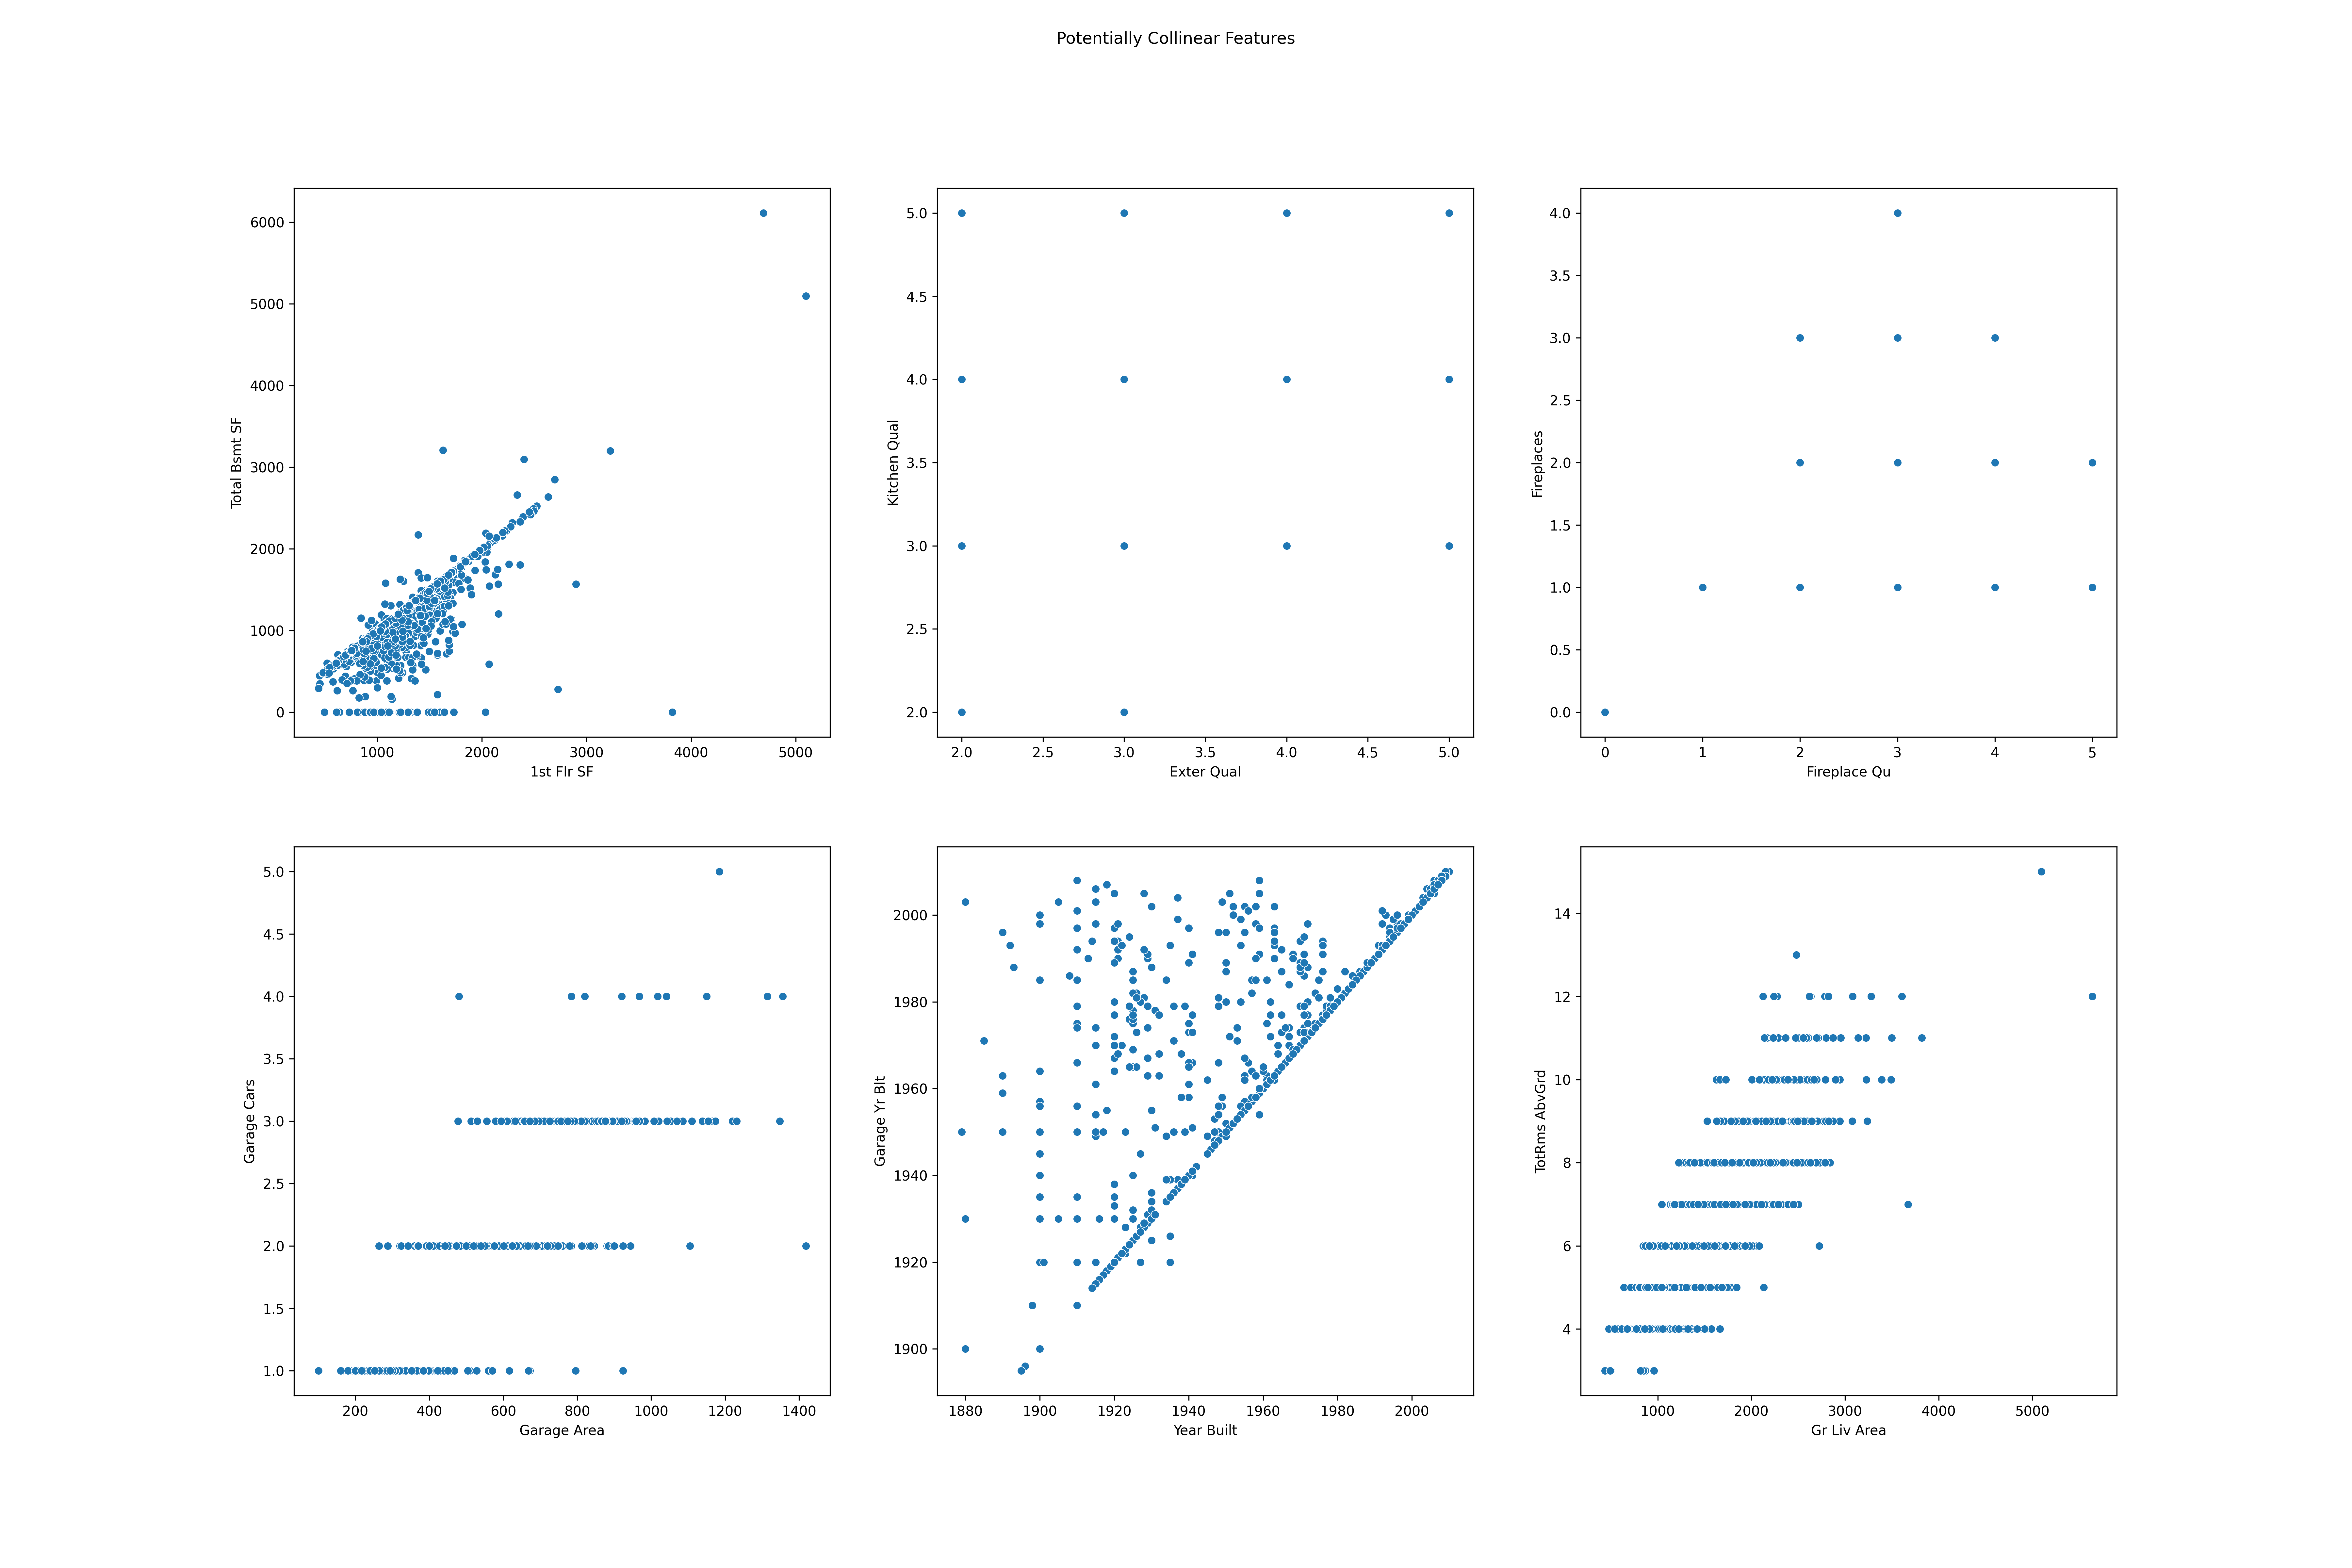 Potentially Collinear Features
6000
5000
4000
3000
2000
1000
0
Total Bsmt SF
1000 2000 3000 4000 5000
1st Flr SF
5.0
4.5
4.0
3.5
3.0
2.5
2.0
Kitchen Qual
2.0 2.5 3.0 3.5 4.0 4.5 5.0
Exter Qual
4.0
3.5
3.0
2.5
2.0
1.5
1.0
0.5
0.0
Fireplaces
0 1 2 3 4 5
Fireplace Qu
5.0
4.5
4.0
3.5
3.0
2.5
2.0
1.5
1.0
Garage Cars
200 400 600 800 1000 1200 1400
Garage Area
2000
1980
1960
1940
1920
1900
Garage Yr Blt
1880 1900 1920 1940 1960 1980 2000
Year Built
14
12
10
8
6
4
TotRms AbvGrd
1000 2000 3000 4000 5000
Gr Liv Area